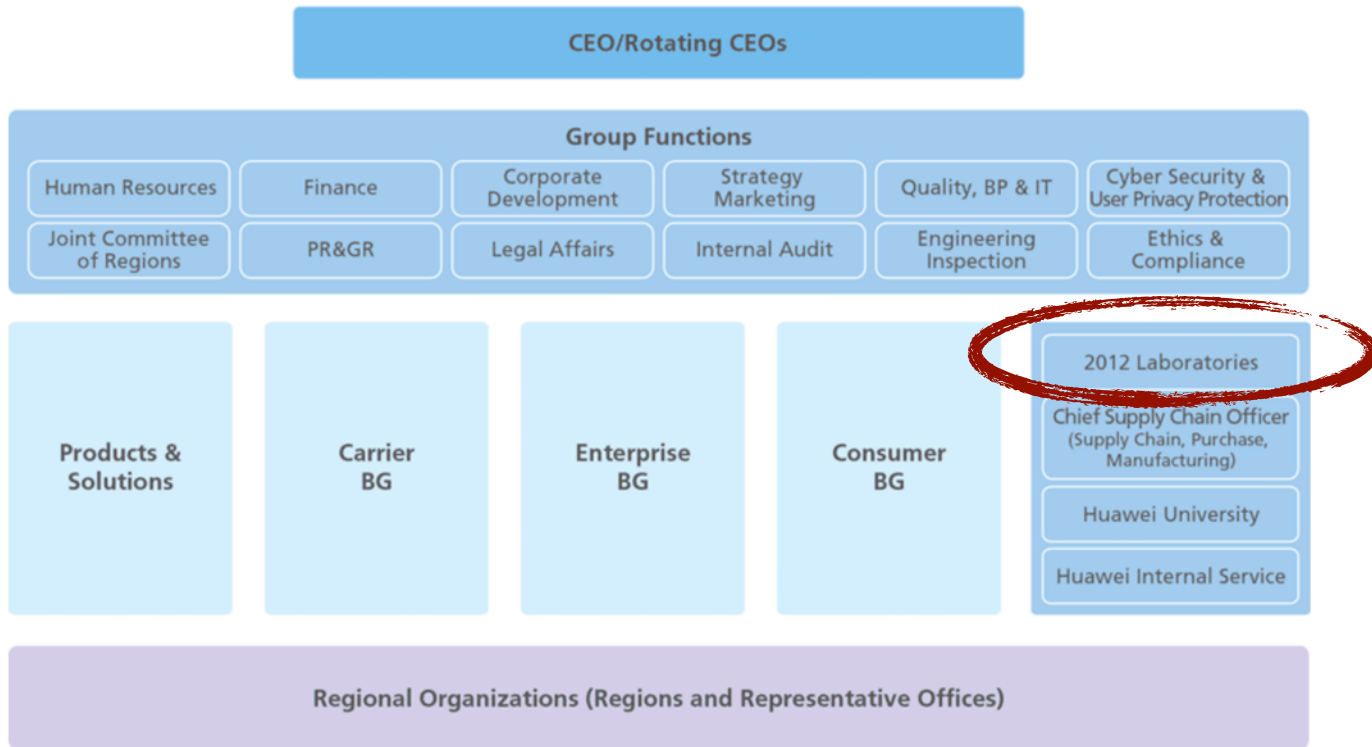 CEO/Rotating CEOs
Group Functions
Human Resources
Finance
Corporate
Development
Strategy
Marketing
Quality, BP & IT
Cyber Security &
User Privacy Protection
Joint Committee
of Regions
PR&GR
Legal Affairs
Internal Audit
Engineering
Inspection
Ethics &
Compliance
Products &
Solutions
Carrier
BG
Enterprise
BG
Consumer
BG
2012 Laboratories
Chief Supply Chain Officer
(Supply Chain, Purchase,
Manufacturing)
Huawei University
Huawei Internal Service
Regional Organizations (Regions and Representative Offices)